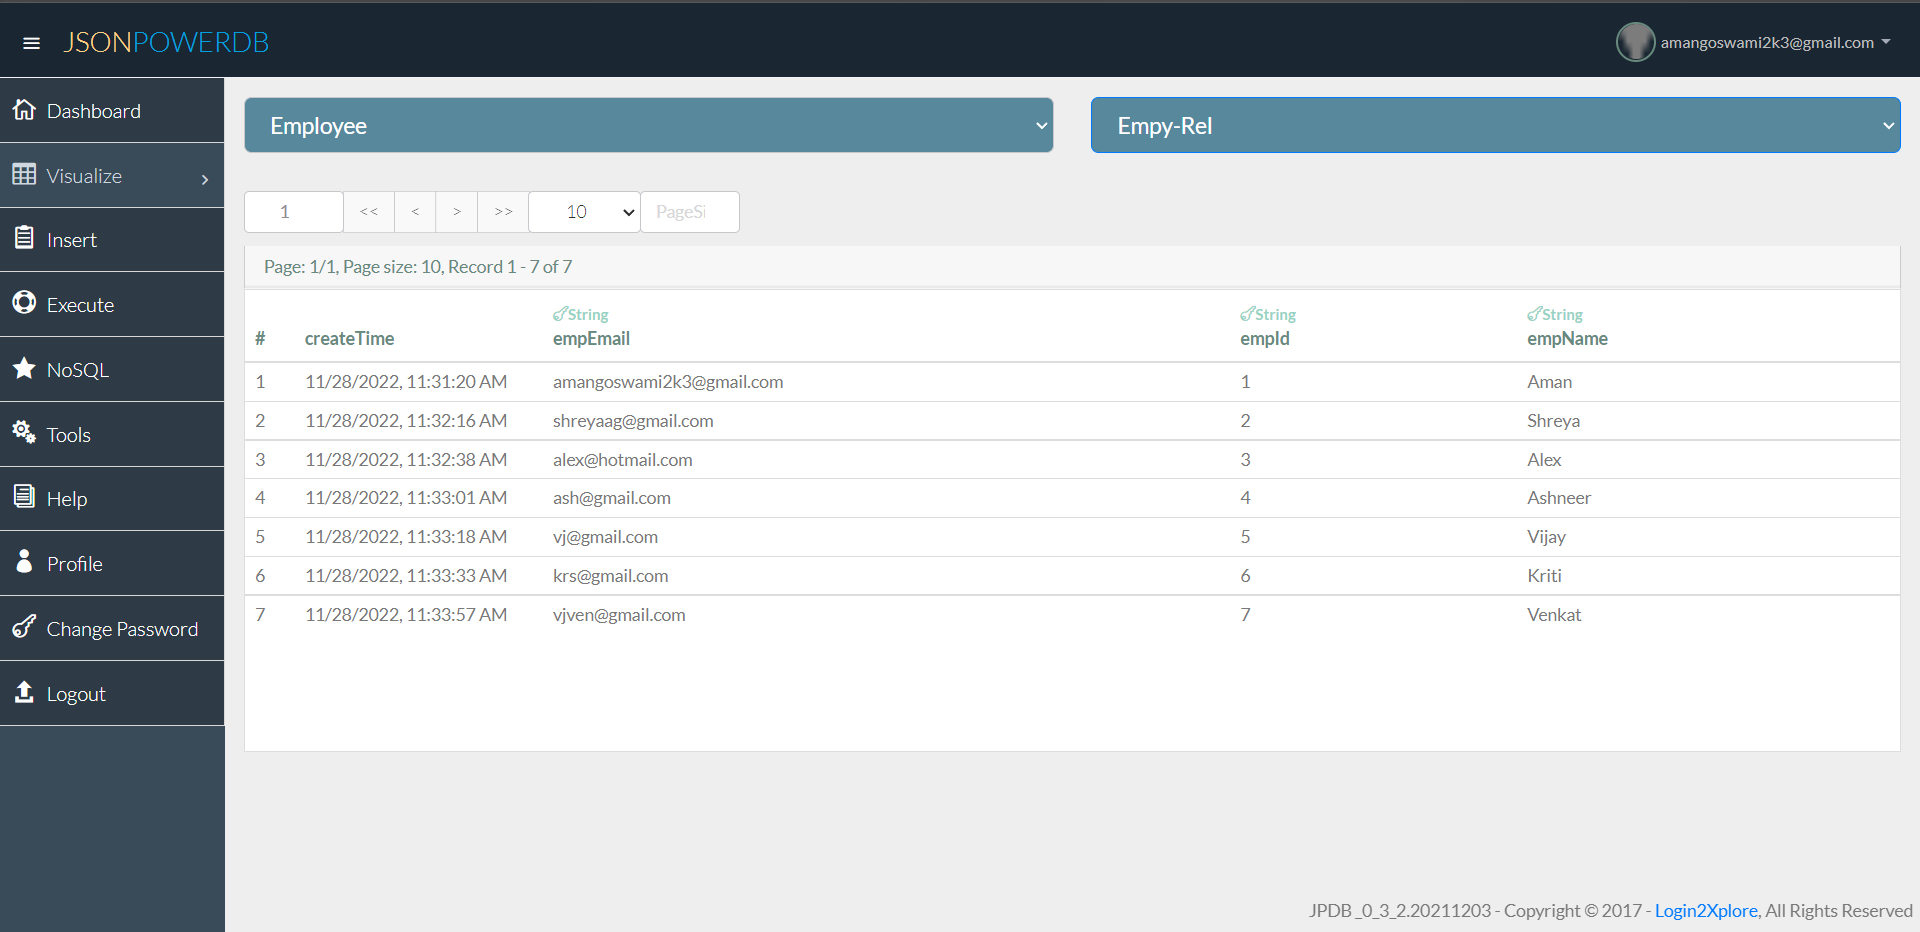 JSONPOWERDB
amangoswami2k3@gmail.com
Dashboard
Visualize
Insert
Execute
NoSQL
Tools
Help
Profile
Change Password
Logout
Employee
Empy-Rel
1 << < > >> 10 PageSi
Page: 1/1, Page size: 10, Record 1 - 7 of 7
String String String
# createTime empEmail empId empName
1 11/28/2022, 11:31:20 AM amangoswami2k3@gmail.com 1 Aman
2 11/28/2022, 11:32:16 AM shreyaag@gmail.com 2 Shreya
3 11/28/2022, 11:32:38 AM alex@hotmail.com 3 Alex
4 11/28/2022, 11:33:01 AM ash@gmail.com 4 Ashneer
5 11/28/2022, 11:33:18 AM vj@gmail.com 5 Vijay
6 11/28/2022, 11:33:33 AM krs@gmail.com 6 Kriti
7 11/28/2022, 11:33:57 AM vjven@gmail.com 7 Venkat
JPDB_0_3_2.20211203 - Copyright © 2017 - Login2Xplore, All Rights Reserved